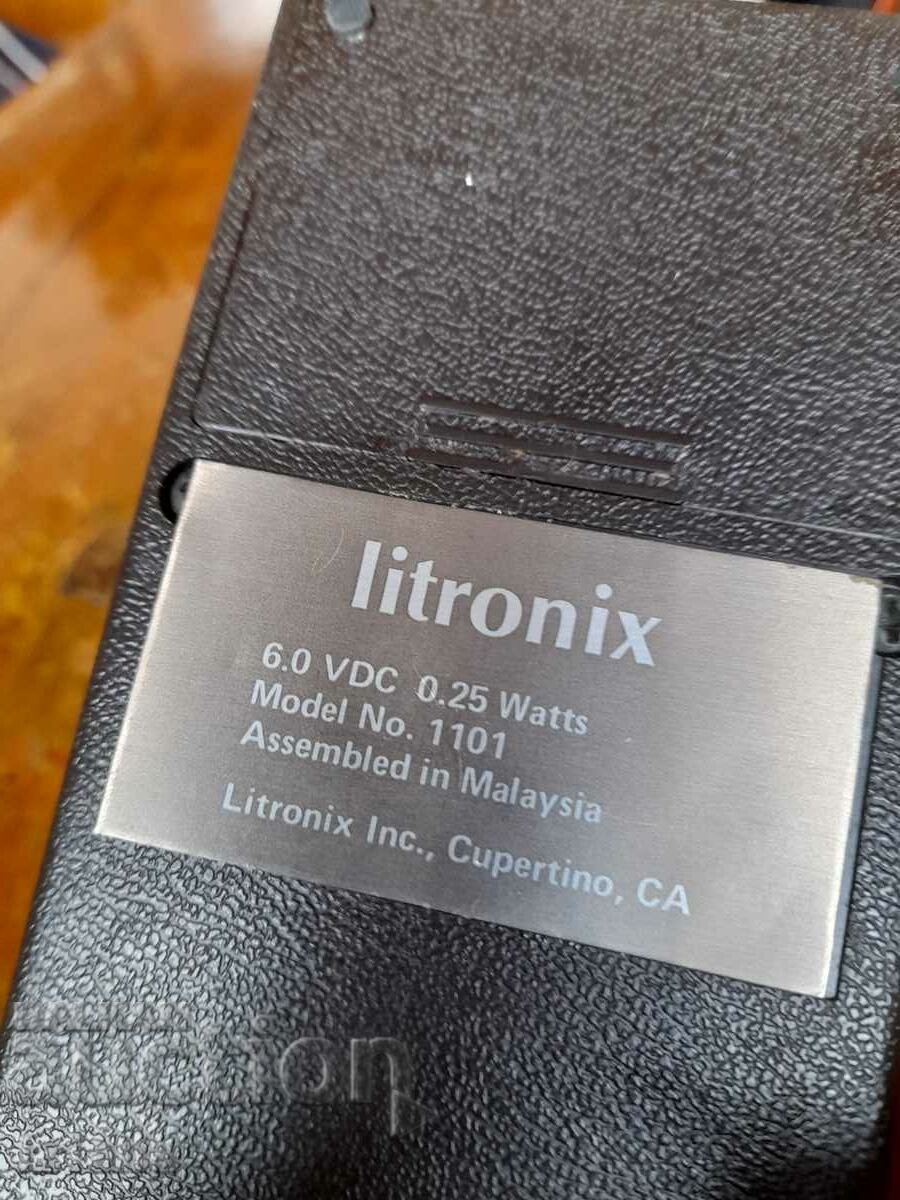 litronix
6.0 VDC 0.25 Watts
Model No. 1101
Assembled in Malaysia
Litronix Inc., Cupertino, CA